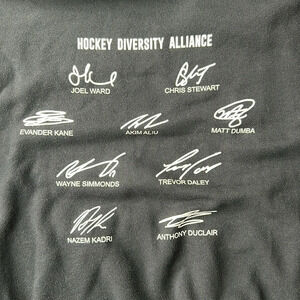 HOCKEY DIVERSITY ALLIANCE
JOEL WARD
CHRIS STEWART
EVANDER KANE
AKIM ALIU
MATT DUMBA
WAYNE SIMMONDS
TREVOR DALEY
NAZEM KADRI
ANTHONY DUCLAIR